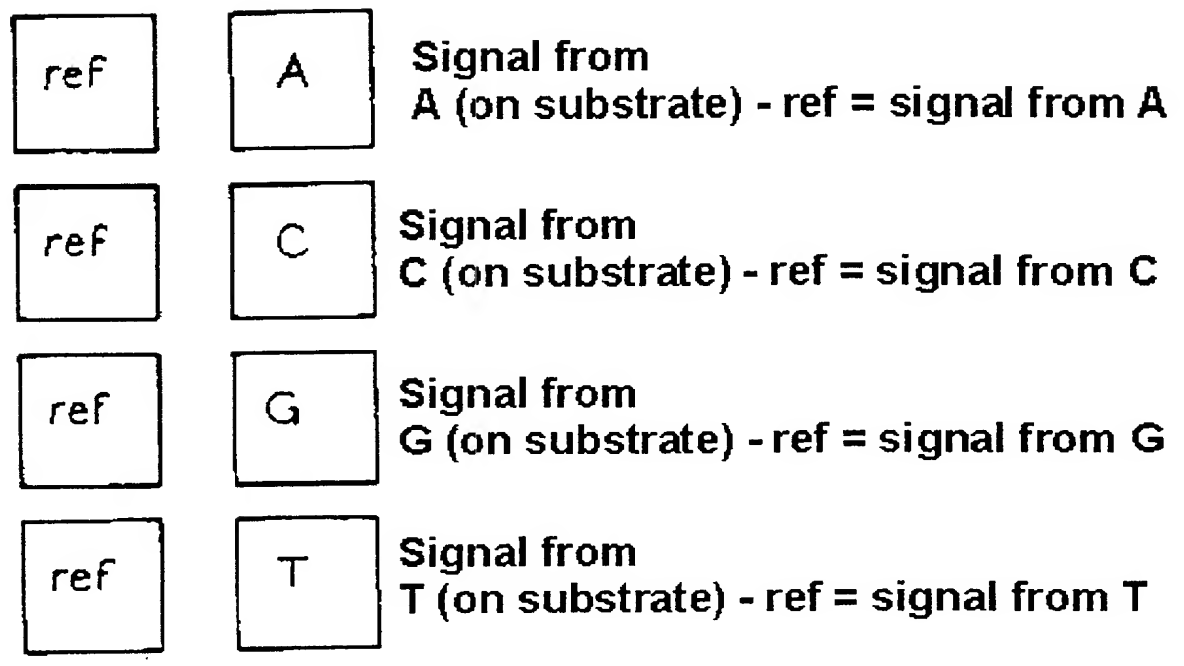 ref A Signal from
A (on substrate) - ref = signal from A
ref C Signal from
C (on substrate) - ref = signal from C
ref G Signal from
G (on substrate) - ref = signal from G
ref T Signal from
T (on substrate) - ref = signal from T